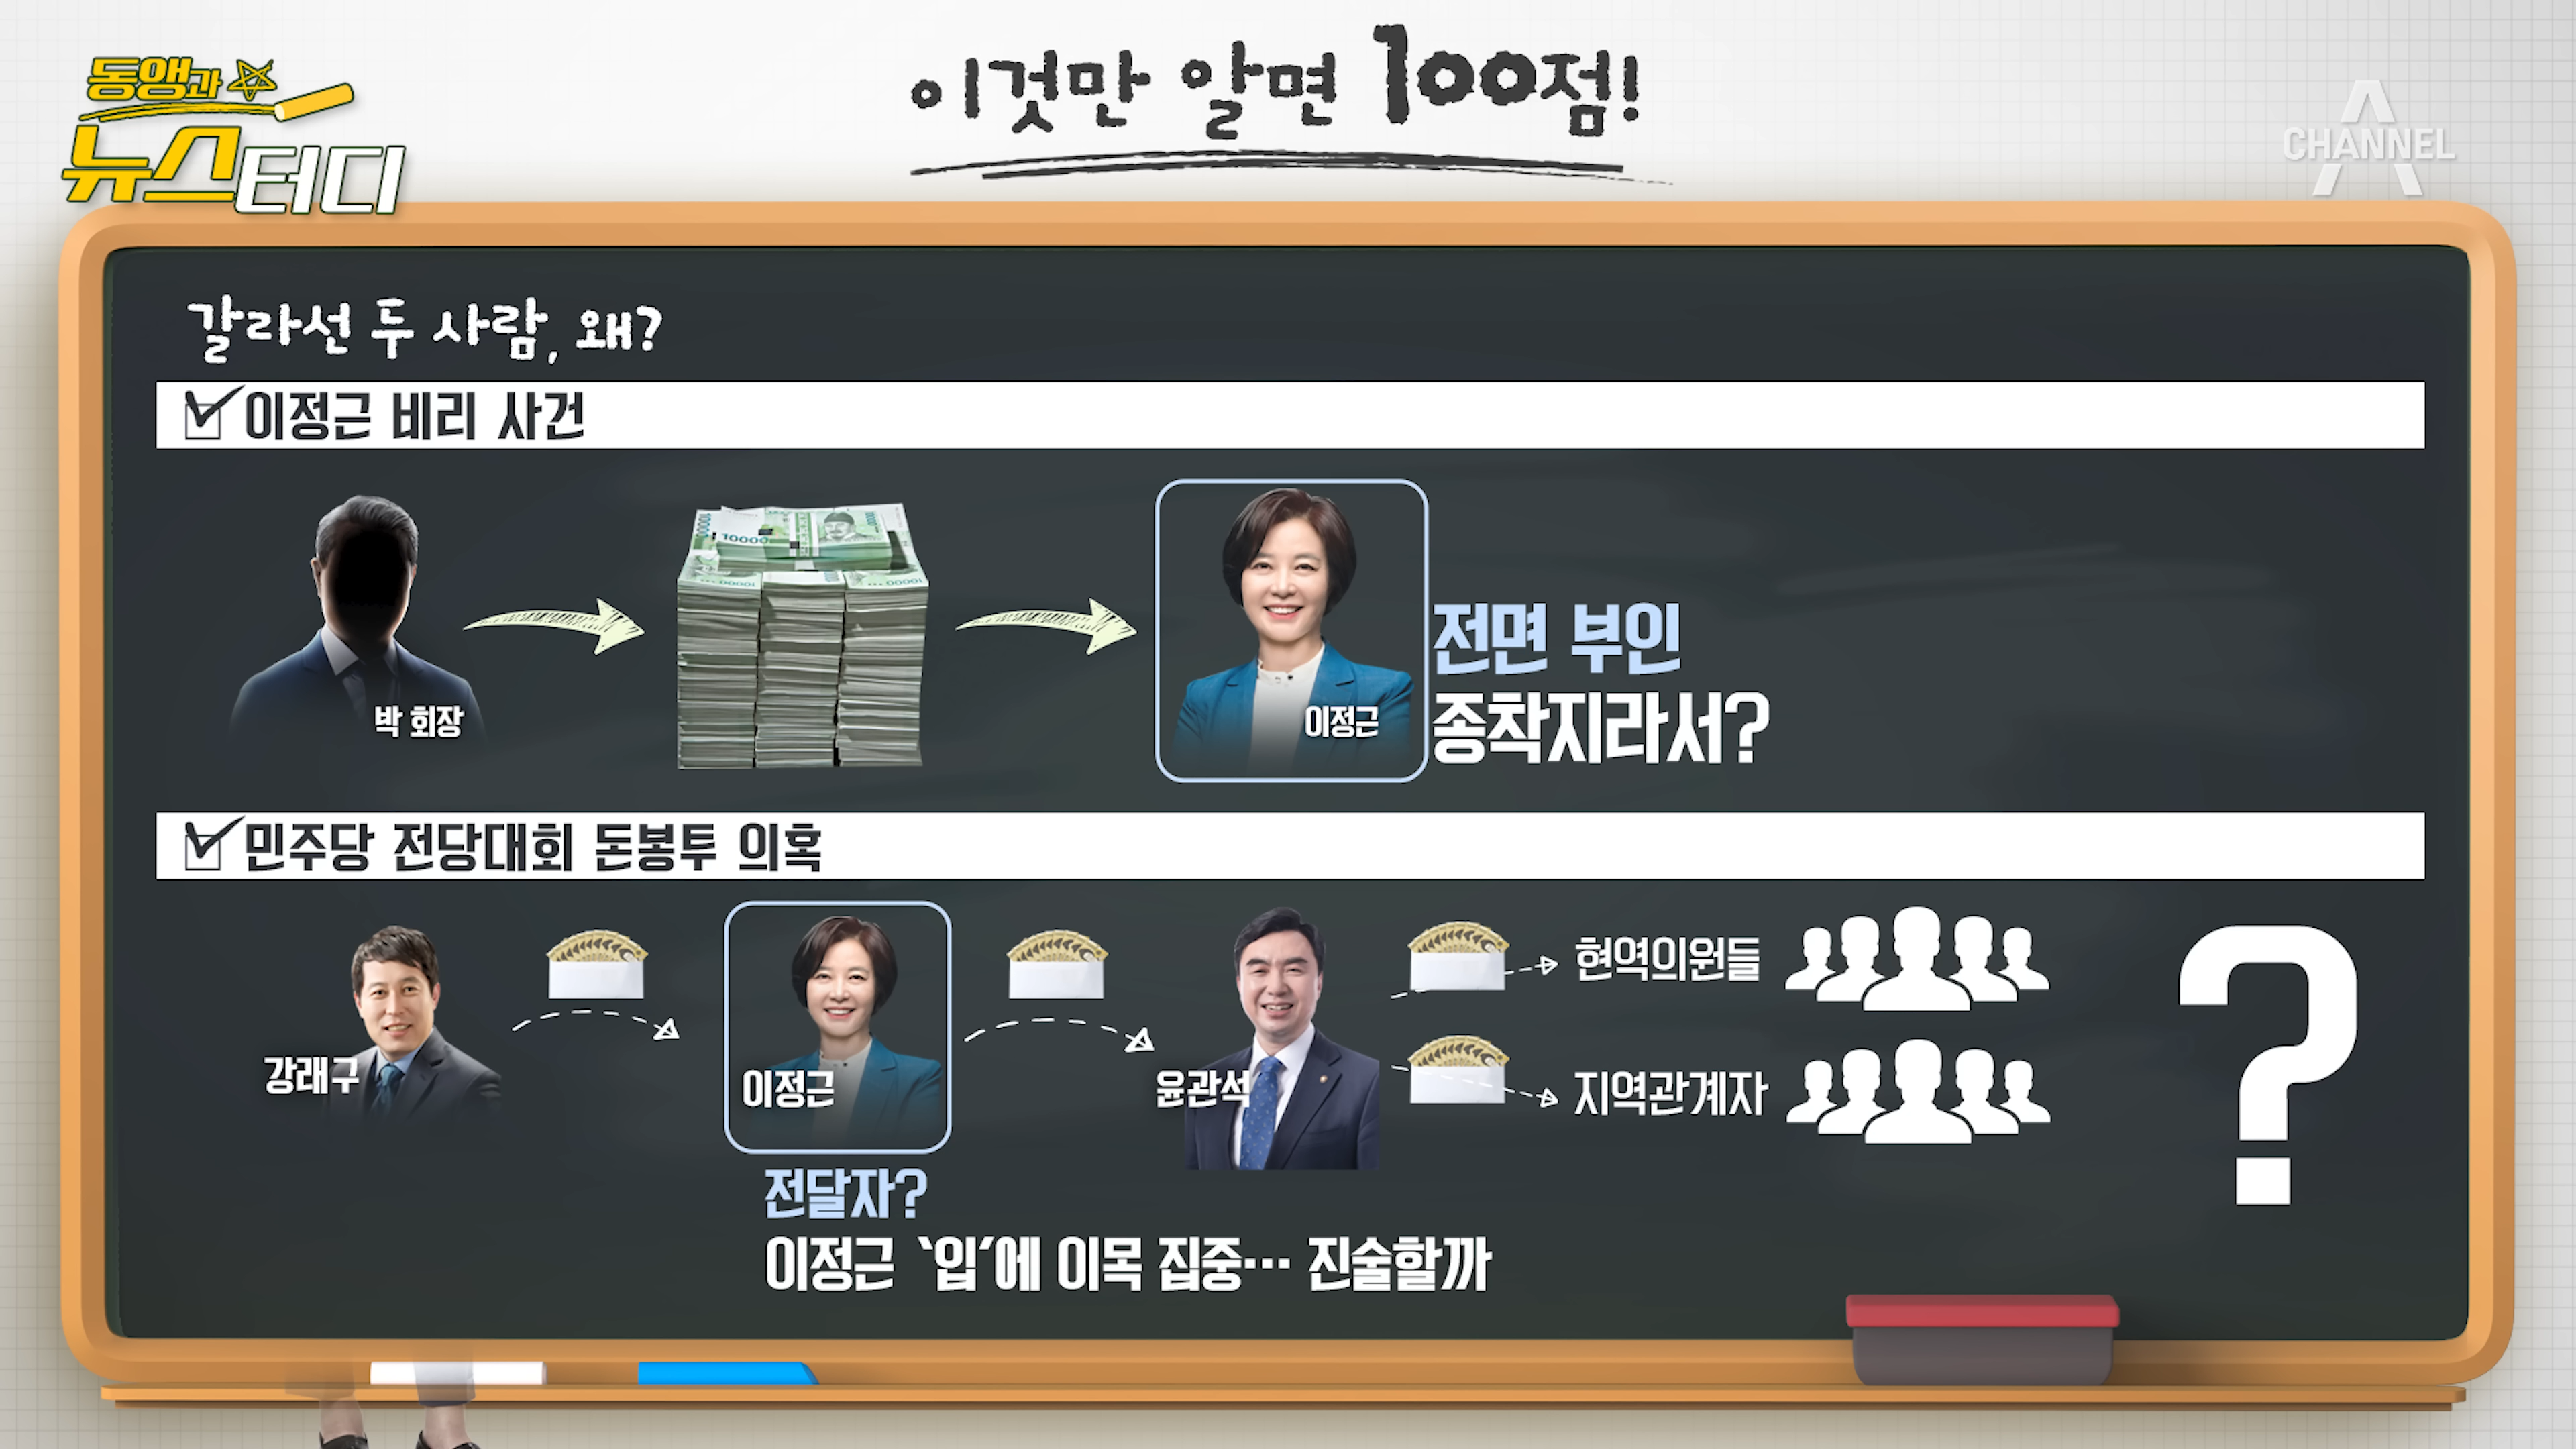 동앵과
뉴스터디
이것만 알면 100점!
CHANNEL A
갈라선 두 사람, 왜?
이정근 비리 사건
박 회장
10000
이정근
전면 부인
종착지라서?
민주당 전당대회 돈봉투 의혹
강래구
이정근
윤관석
현역의원들
지역관계자
?
전달자?
이정근 '입'에 이목 집중… 진술할까